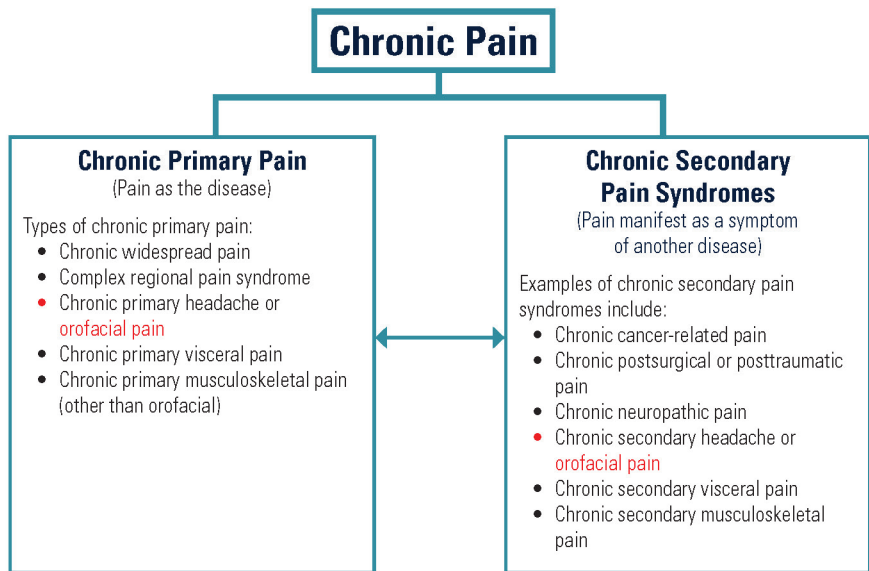 Chronic Pain
Chronic Primary Pain
(Pain as the disease)
Types of chronic primary pain:
• Chronic widespread pain
• Complex regional pain syndrome
• Chronic primary headache or
orofacial pain
• Chronic primary visceral pain
• Chronic primary musculoskeletal pain
(other than orofacial)
Chronic Secondary
Pain Syndromes
(Pain manifest as a symptom
of another disease)
Examples of chronic secondary pain
syndromes include:
• Chronic cancer-related pain
• Chronic postsurgical or posttraumatic
pain
• Chronic neuropathic pain
• Chronic secondary headache or
orofacial pain
• Chronic secondary visceral pain
• Chronic secondary musculoskeletal
pain